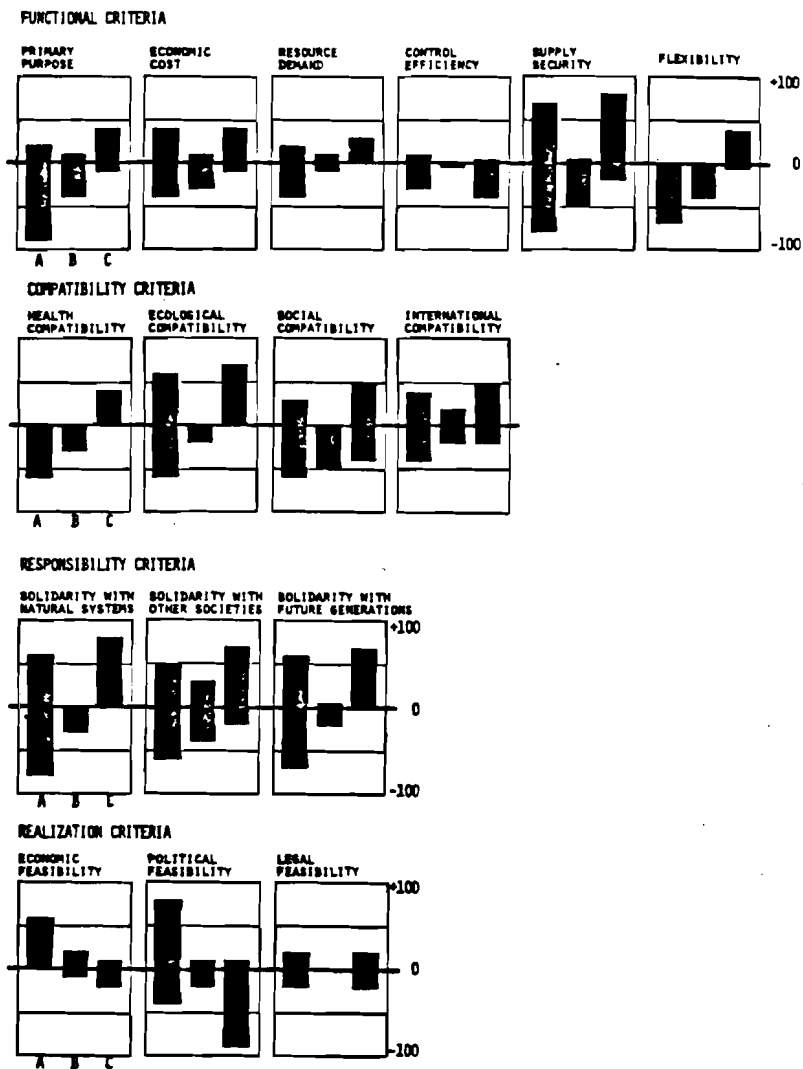 FUNCTIONAL CRITERIA
PRIMARY PURPOSE
ECONOMIC COST
RESOURCE DEMAND
CONTROL EFFICIENCY
SUPPLY SECURITY
FLEXIBILITY
+100
0
-100
A B C
COMPATIBILITY CRITERIA
HEALTH COMPATIBILITY
ECOLOGICAL COMPATIBILITY
SOCIAL COMPATIBILITY
INTERNATIONAL COMPATIBILITY
A B C
RESPONSIBILITY CRITERIA
SOLIDARITY WITH NATURAL SYSTEMS
SOLIDARITY WITH OTHER SOCIETIES
SOLIDARITY WITH FUTURE GENERATIONS
+100
0
-100
A B C
REALIZATION CRITERIA
ECONOMIC FEASIBILITY
POLITICAL FEASIBILITY
LEGAL FEASIBILITY
+100
0
-100
A B C